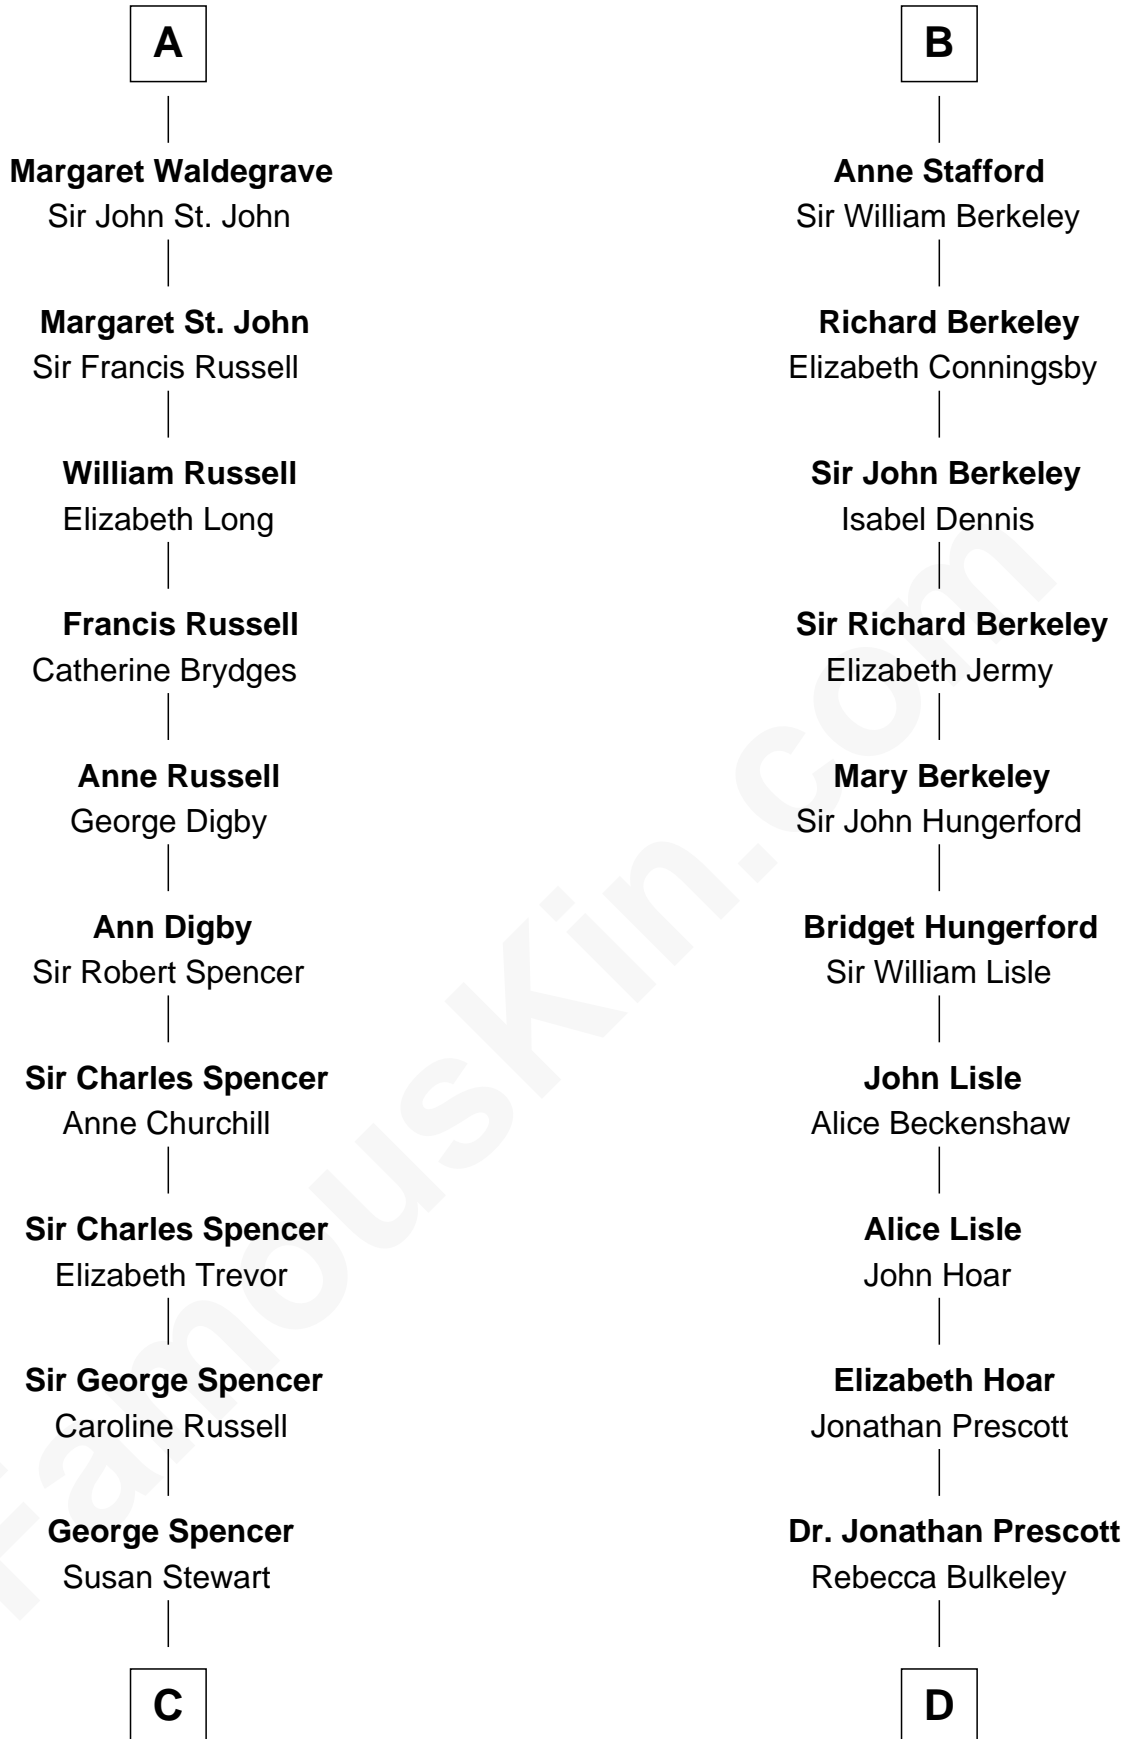 A
Margaret Waldegrave
Sir John St. John
Margaret St. John
Sir Francis Russell
William Russell
Elizabeth Long
Francis Russell
Catherine Brydges
Anne Russell
George Digby
Ann Digby
Sir Robert Spencer
Sir Charles Spencer
Anne Churchill
Sir Charles Spencer
Elizabeth Trevor
Sir George Spencer
Caroline Russell
George Spencer
Susan Stewart
C
B
Anne Stafford
Sir William Berkeley
Richard Berkeley
Elizabeth Conningsby
Sir John Berkeley
Isabel Dennis
Sir Richard Berkeley
Elizabeth Jermy
Mary Berkeley
Sir John Hungerford
Bridget Hungerford
Sir William Lisle
John Lisle
Alice Beckenshaw
Alice Lisle
John Hoar
Elizabeth Hoar
Jonathan Prescott
Dr. Jonathan Prescott
Rebecca Bulkeley
D
FamousKin.com